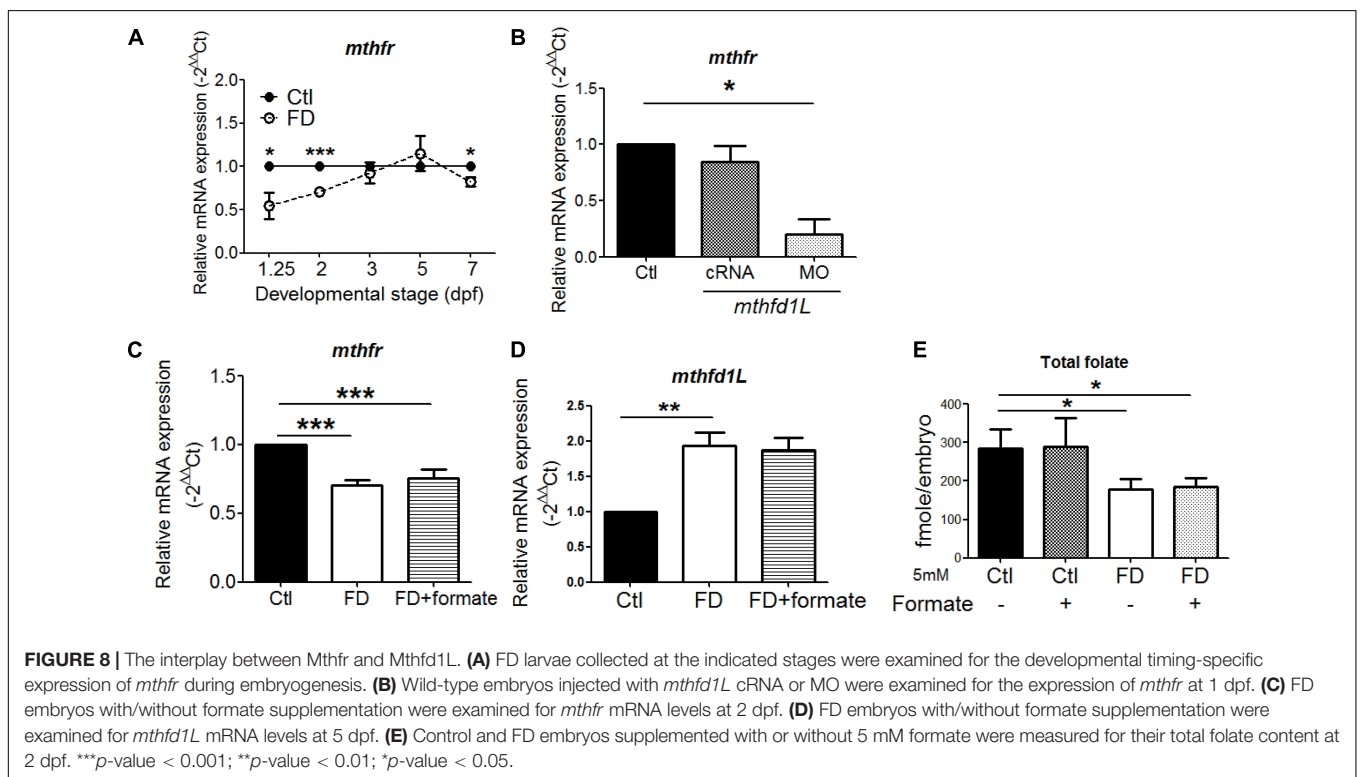 A
mthfr
Relative mRNA expression (-2^ΔΔCt)
2.0
1.5
1.0
0.5
0.0
Ctl
FD
*
***
*
1.25 2 3 5 7
Developmental stage (dpf)
B
mthfr
Relative mRNA expression (-2^ΔΔCt)
1.5
1.0
0.5
0.0
*
Ctl cRNA MO
mthfd1L
C
mthfr
Relative mRNA expression
(-2^ΔΔCt)
1.5
1.0
0.5
0.0
***
***
Ctl FD FD+formate
D
mthfd1L
Relative mRNA expression
(-2^ΔΔCt)
2.5
2.0
1.5
1.0
0.5
0.0
**
Ctl FD FD+formate
E
Total folate
fmole/embryo
400
300
200
100
0
*
*
5mM Ctl Ctl FD FD
Formate - + - +
FIGURE 8 | The interplay between Mthfr and Mthfd1L. (A) FD larvae collected at the indicated stages were examined for the developmental timing-specific
expression of mthfr during embryogenesis. (B) Wild-type embryos injected with mthfd1L cRNA or MO were examined for the expression of mthfr at 1 dpf. (C) FD
embryos with/without formate supplementation were examined for mthfr mRNA levels at 2 dpf. (D) FD embryos with/without formate supplementation were
examined for mthfd1L mRNA levels at 5 dpf. (E) Control and FD embryos supplemented with or without 5 mM formate were measured for their total folate content at
2 dpf. ***p-value < 0.001; **p-value < 0.01; *p-value < 0.05.